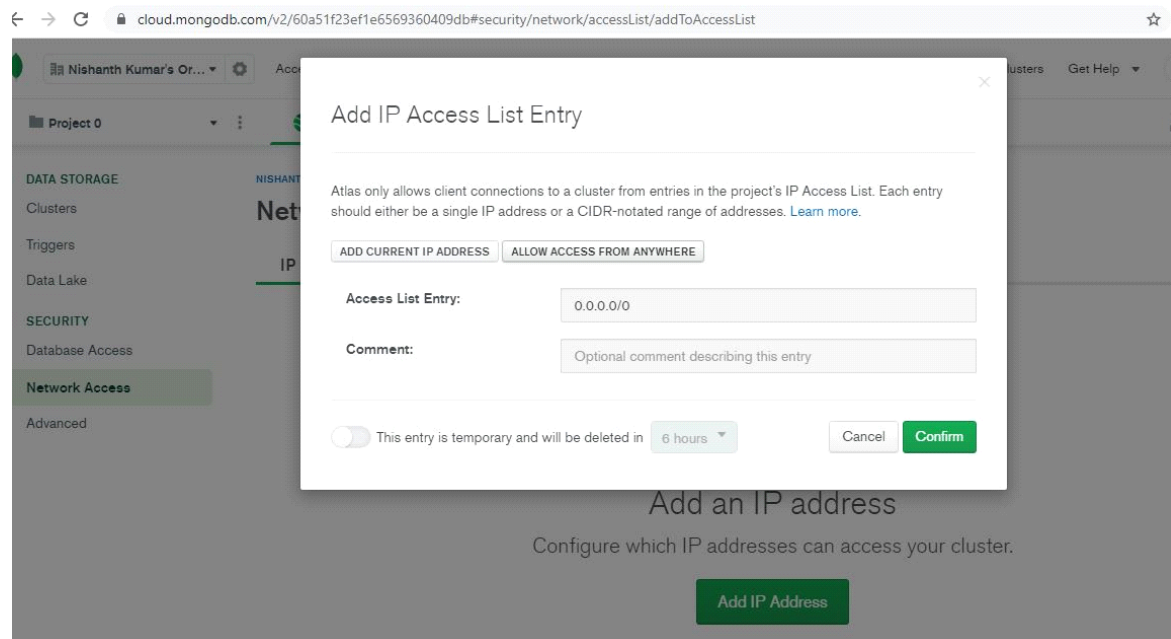 cloud.mongodb.com/v2/60a51f23ef1e6569360409db#security/network/accessList/addToAccessList
Nishanth Kumar's Or...
Get Help
Project 0
Add IP Access List Entry
DATA STORAGE
NISHANT
Clusters
Triggers
Data Lake
IP
Atlas only allows client connections to a cluster from entries in the project's IP Access List. Each entry
should either be a single IP address or a CIDR-notated range of addresses. Learn more.
ADD CURRENT IP ADDRESS ALLOW ACCESS FROM ANYWHERE
Access List Entry: 0.0.0.0/0
SECURITY
Database Access
Comment: Optional comment describing this entry
Network Access
Advanced
This entry is temporary and will be deleted in 6 hours Cancel Confirm
Add an IP address
Configure which IP addresses can access your cluster.
Add IP Address